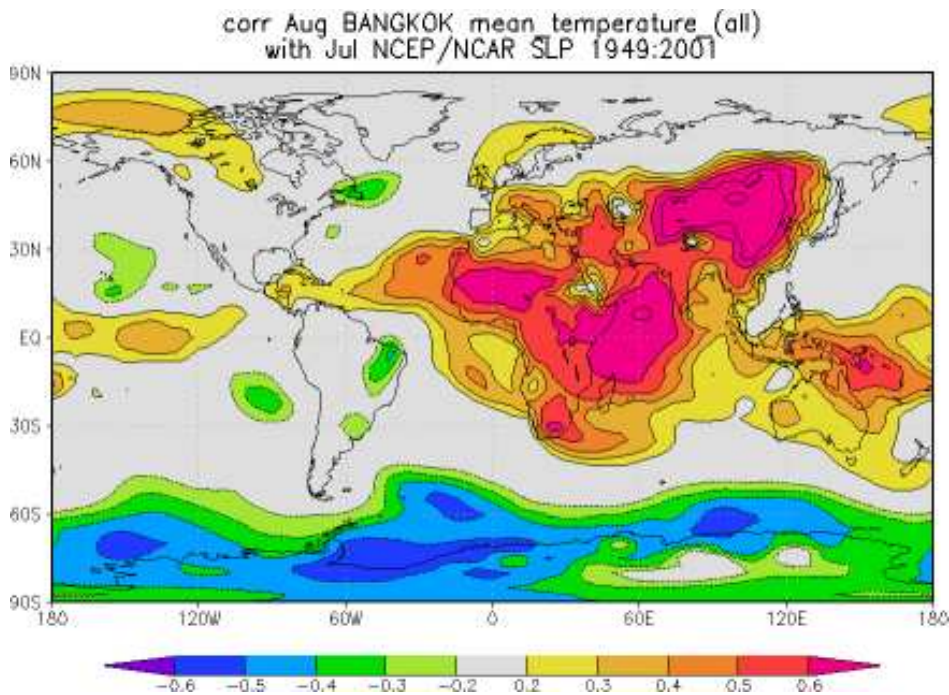 corr Aug BANGKOK mean_temperature_(all)
with Jul NCEP/NCAR SLP 1949:2001
90N
60N
30N
EQ
30S
60S
90S
180 120W 60W 0 60E 120E 180
-0.6 -0.5 -0.4 -0.3 -0.2 0.2 0.3 0.4 0.5 0.6